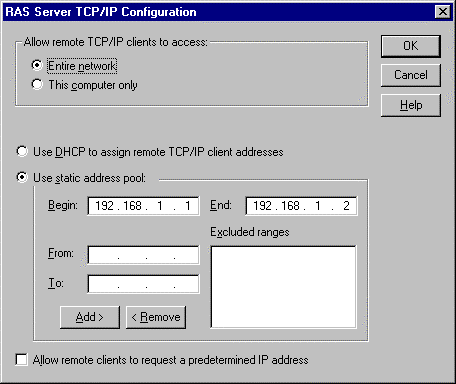 RAS Server TCP/IP Configuration
Allow remote TCP/IP clients to access:
Entire network
This computer only
OK
Cancel
Help
Use DHCP to assign remote TCP/IP client addresses
Use static address pool:
Begin: 192 . 168 . 1 . 1 End: 192 . 168 . 1 . 2
Excluded ranges
From: . . .
To: . . .
Add > < Remove
Allow remote clients to request a predetermined IP address